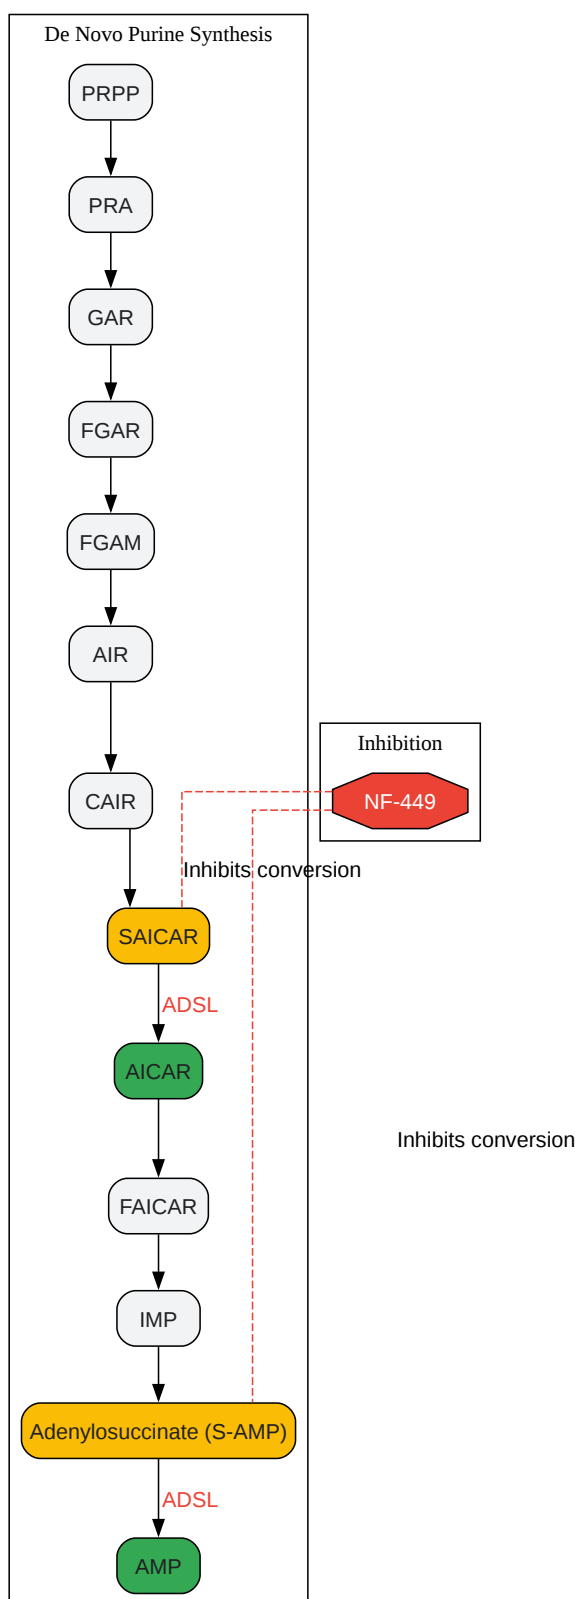 De Novo Purine Synthesis
PRPP
PRA
GAR
FGAR
FGAM
AIR
Inhibition
CAIR
NF-449
Inhibits conversion
SAICAR
ADSL
AICAR
Inhibits conversion
FAICAR
IMP
Adenylosuccinate (S-AMP)
ADSL
AMP